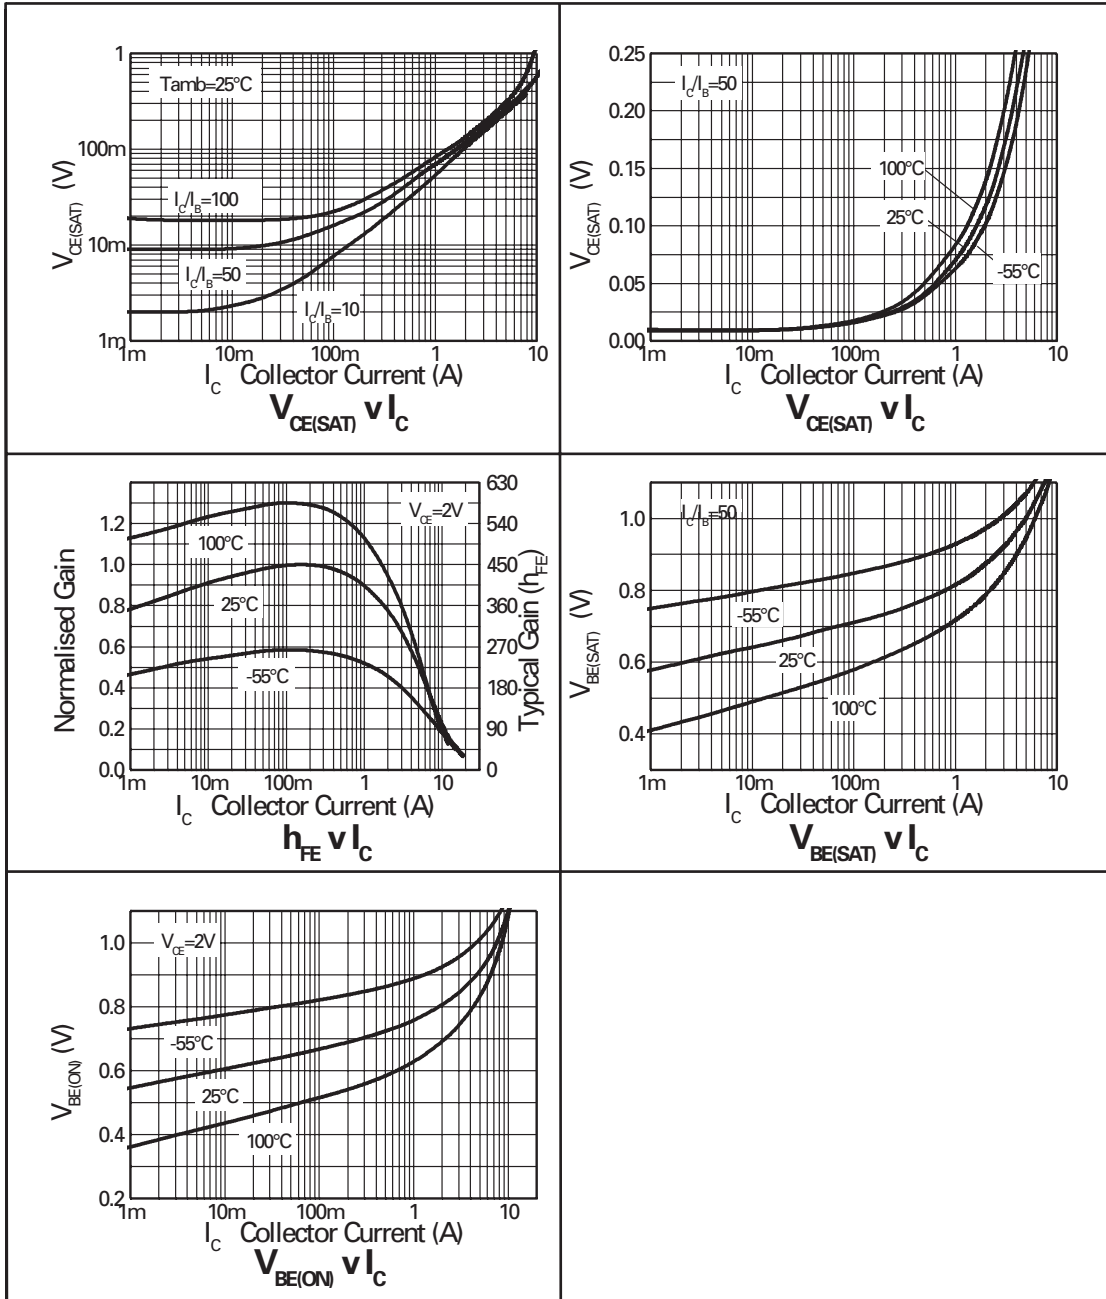 1
100m
10m
1m
V_CE(SAT) (V)
Tamb=25°C
I_C/I_B=100
I_C/I_B=50
I_C/I_B=10
1m 10m 100m 1 10
I_C Collector Current (A)
V_CE(SAT) v I_C
0.25
0.20
0.15
0.10
0.05
0.00
V_CE(SAT) (V)
I_C/I_B=50
100°C
25°C
-55°C
1m 10m 100m 1 10
I_C Collector Current (A)
V_CE(SAT) v I_C
1.2
1.0
0.8
0.6
0.4
0.2
0.0
Normalised Gain
V_CE=2V
100°C
25°C
-55°C
630
540
450
360
270
180
90
0
Typical Gain (h_FE)
1m 10m 100m 1 10
I_C Collector Current (A)
h_FE v I_C
1.0
0.8
0.6
0.4
V_BE(SAT) (V)
I_C/I_B=50
-55°C
25°C
100°C
1m 10m 100m 1 10
I_C Collector Current (A)
V_BE(SAT) v I_C
1.0
0.8
0.6
0.4
0.2
V_BE(ON) (V)
V_CE=2V
-55°C
25°C
100°C
1m 10m 100m 1 10
I_C Collector Current (A)
V_BE(ON) v I_C